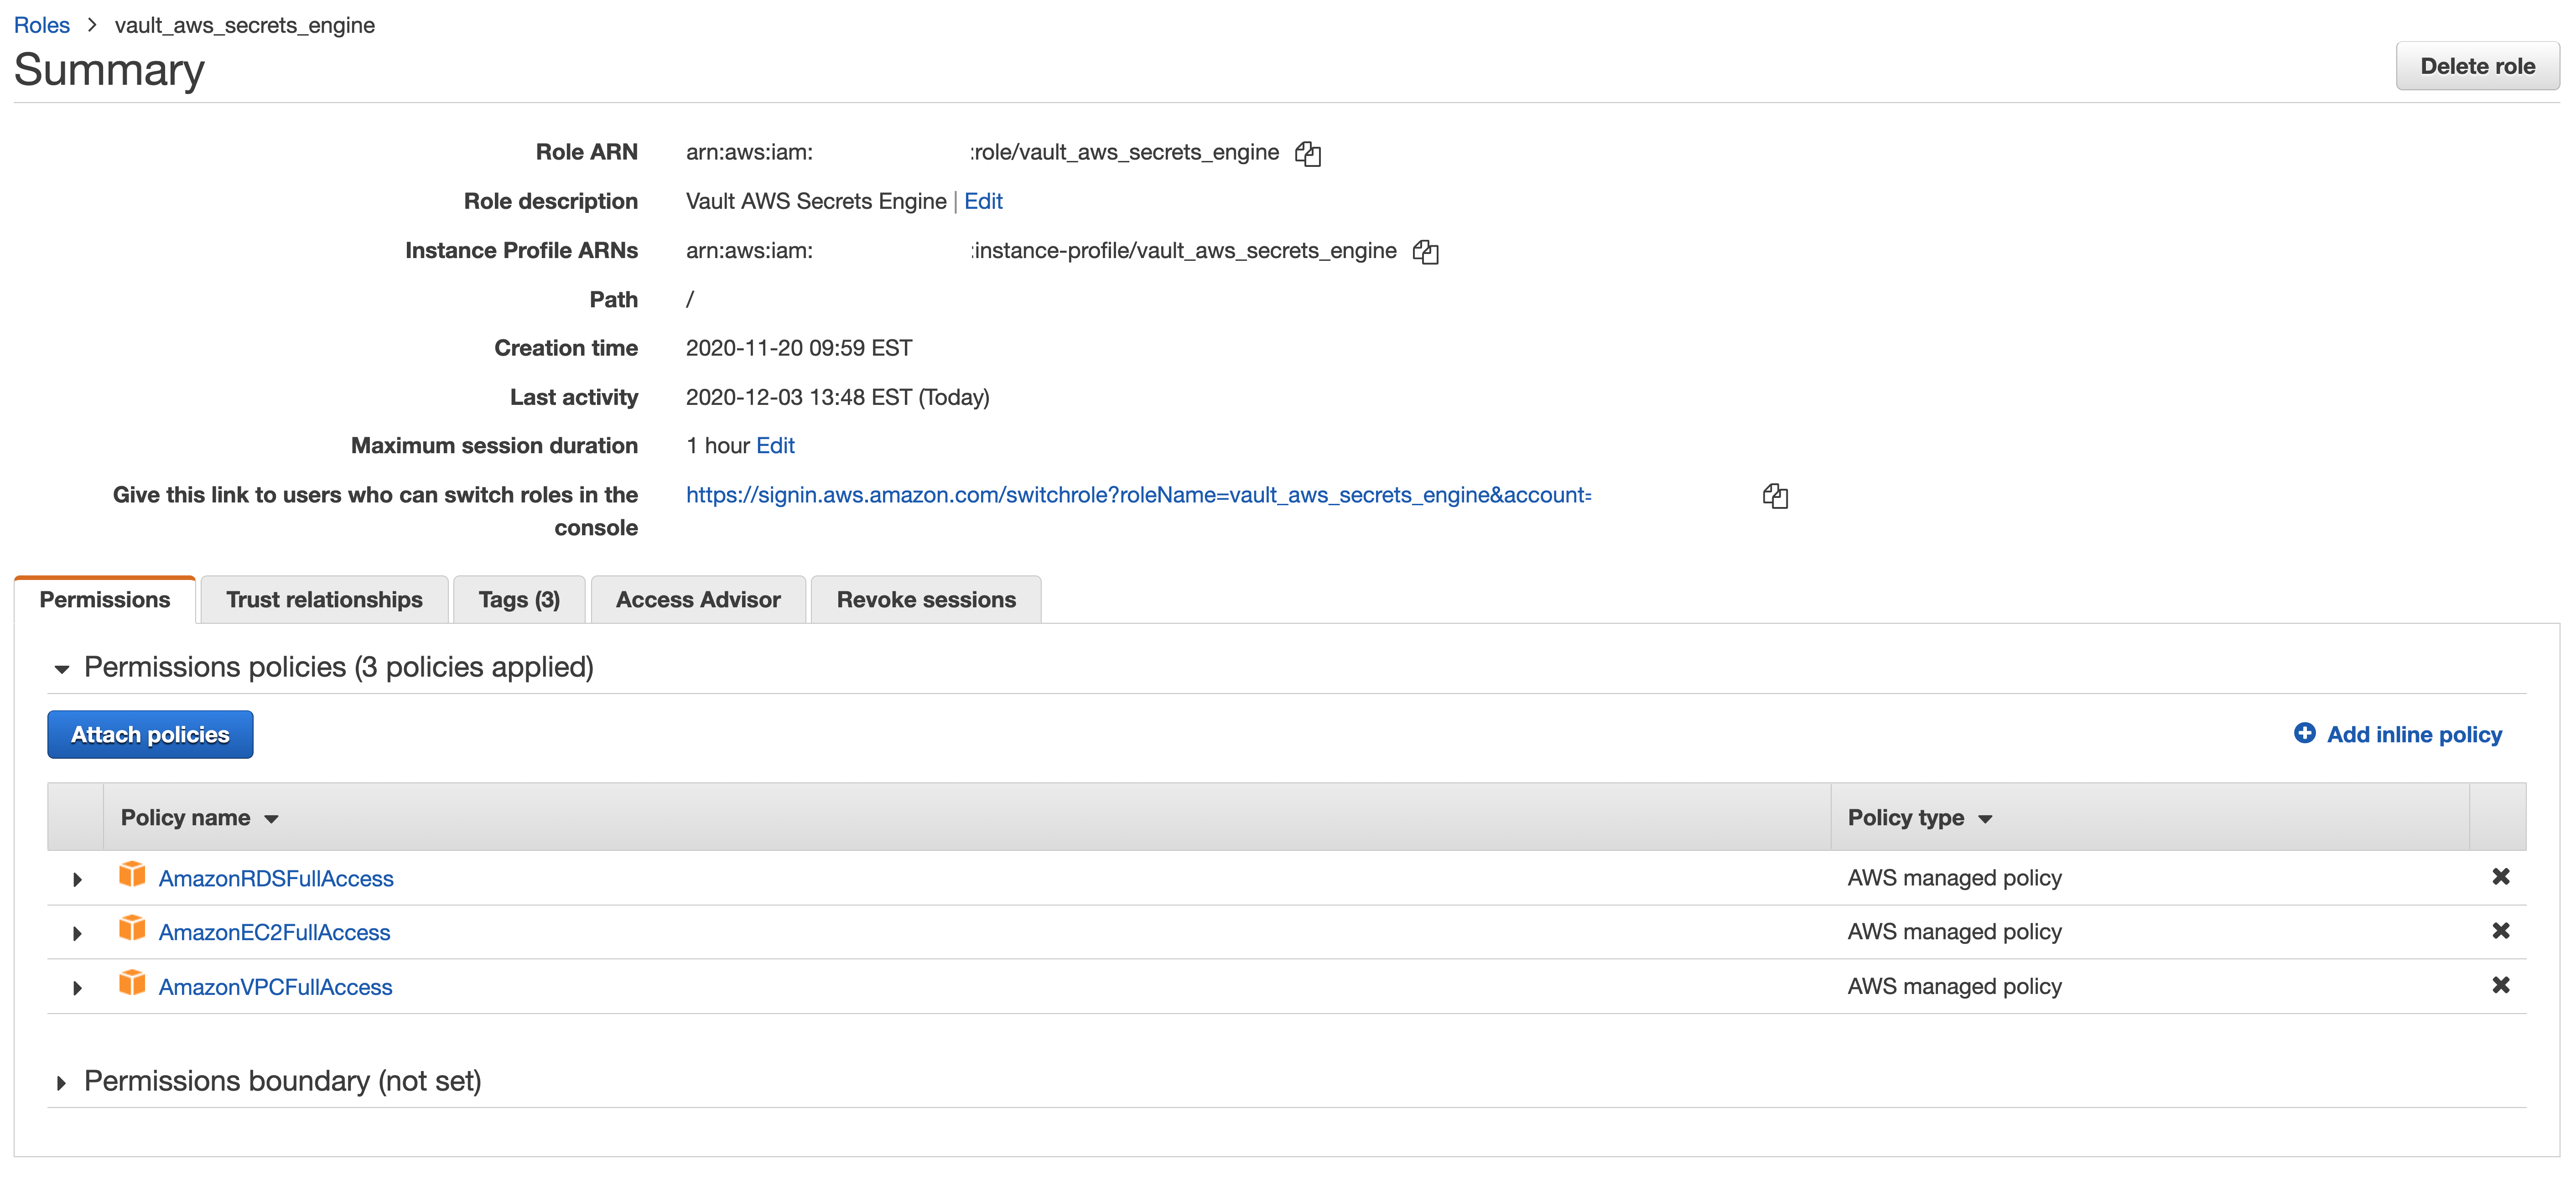 Roles > vault_aws_secrets_engine
Summary
Delete role
Role ARN arn:aws:iam: :role/vault_aws_secrets_engine
Role description Vault AWS Secrets Engine | Edit
Instance Profile ARNs arn:aws:iam: :instance-profile/vault_aws_secrets_engine
Path /
Creation time 2020-11-20 09:59 EST
Last activity 2020-12-03 13:48 EST (Today)
Maximum session duration 1 hour Edit
Give this link to users who can switch roles in the https://signin.aws.amazon.com/switchrole?roleName=vault_aws_secrets_engine&account=
console
Permissions Trust relationships Tags (3) Access Advisor Revoke sessions
Permissions policies (3 policies applied)
Attach policies Add inline policy
Policy name Policy type
AmazonRDSFullAccess AWS managed policy
AmazonEC2FullAccess AWS managed policy
AmazonVPCFullAccess AWS managed policy
Permissions boundary (not set)